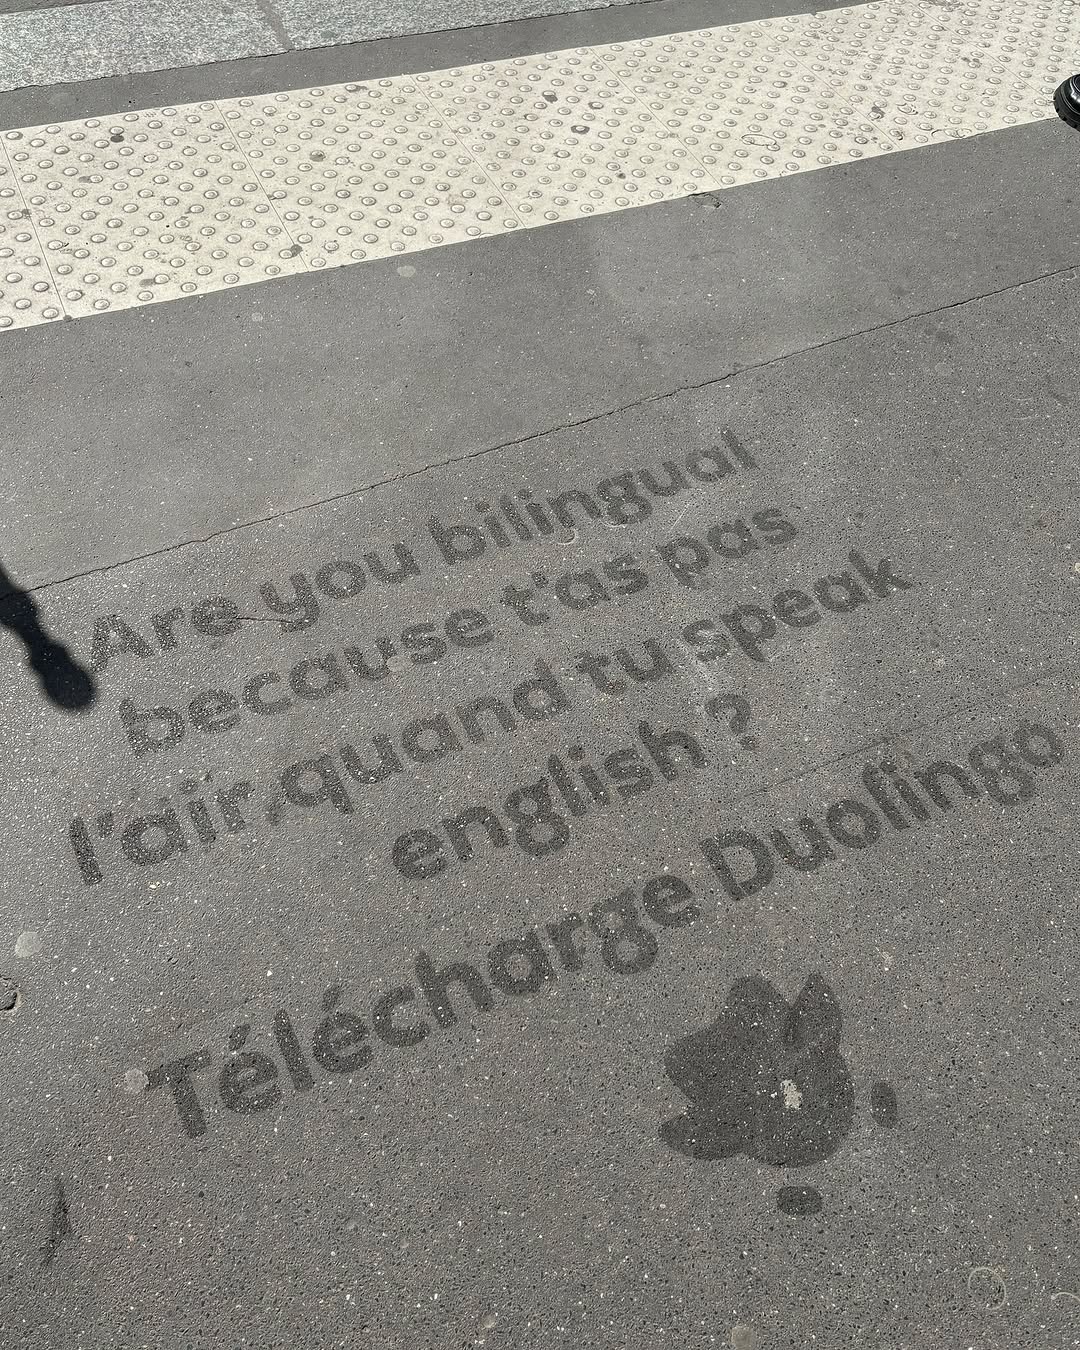 Are you bilingual
because t'as pas
l'air, quand tu speak
english ?
Télécharge Duolingo